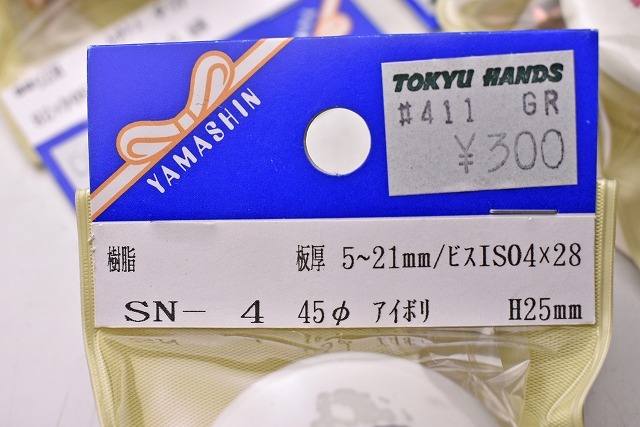 YAMASHIN
TOKYU HANDS
#411 GR
¥300
樹脂 板厚 5~21mm/ビスISO4×28
SN- 4 45φ アイボリ H25mm